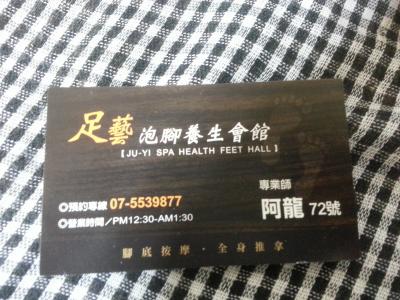 足藝 泡腳養生會館
[ JU-YI SPA HEALTH FEET HALL ]
◎預約專線 07-5539877
◎營業時間／PM12:30-AM1:30
專業師
阿龍 72號
腳底按摩 · 全身推拿